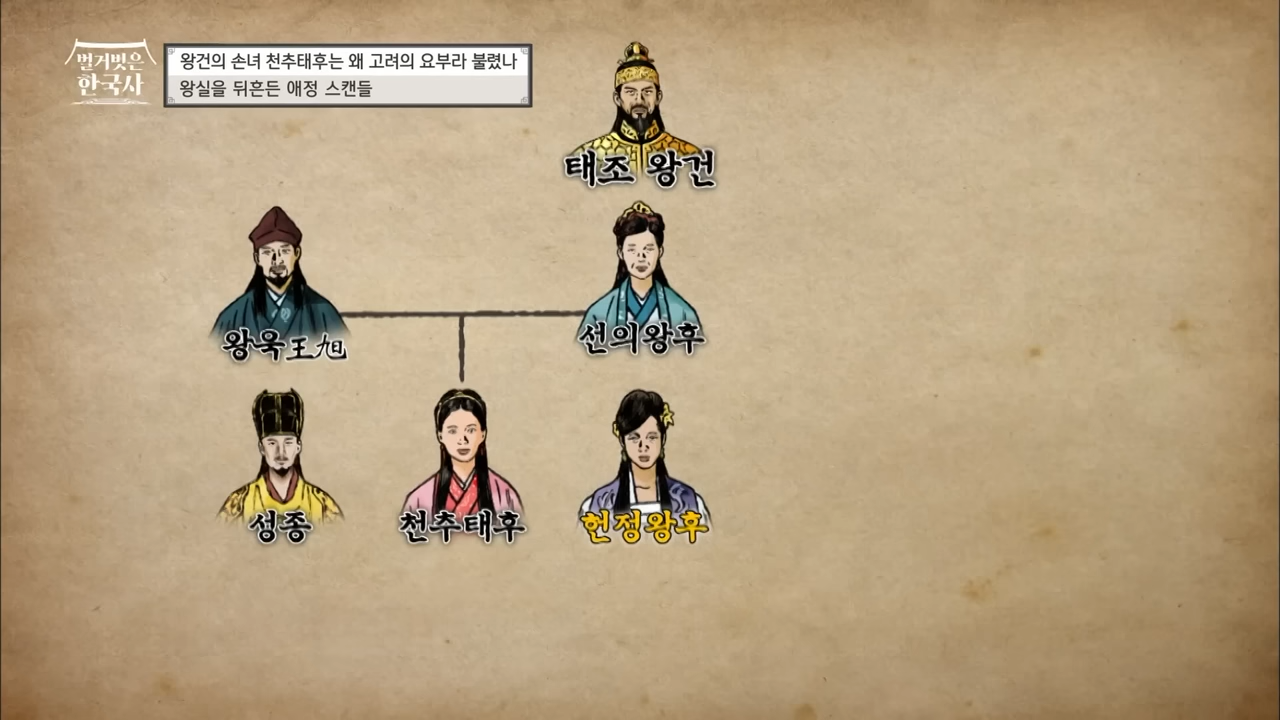 벌거벗은
한국사
왕건의 손녀 천추태후는 왜 고려의 요부라 불렸나
왕실을 뒤흔든 애정 스캔들
태조 왕건
왕욱王旭
선의왕후
성종
천추태후
헌정왕후